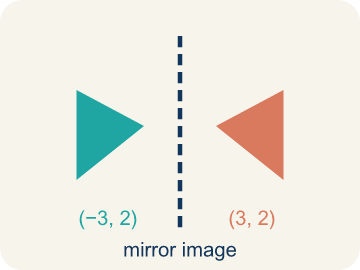 (−3, 2) (3, 2)
mirror image